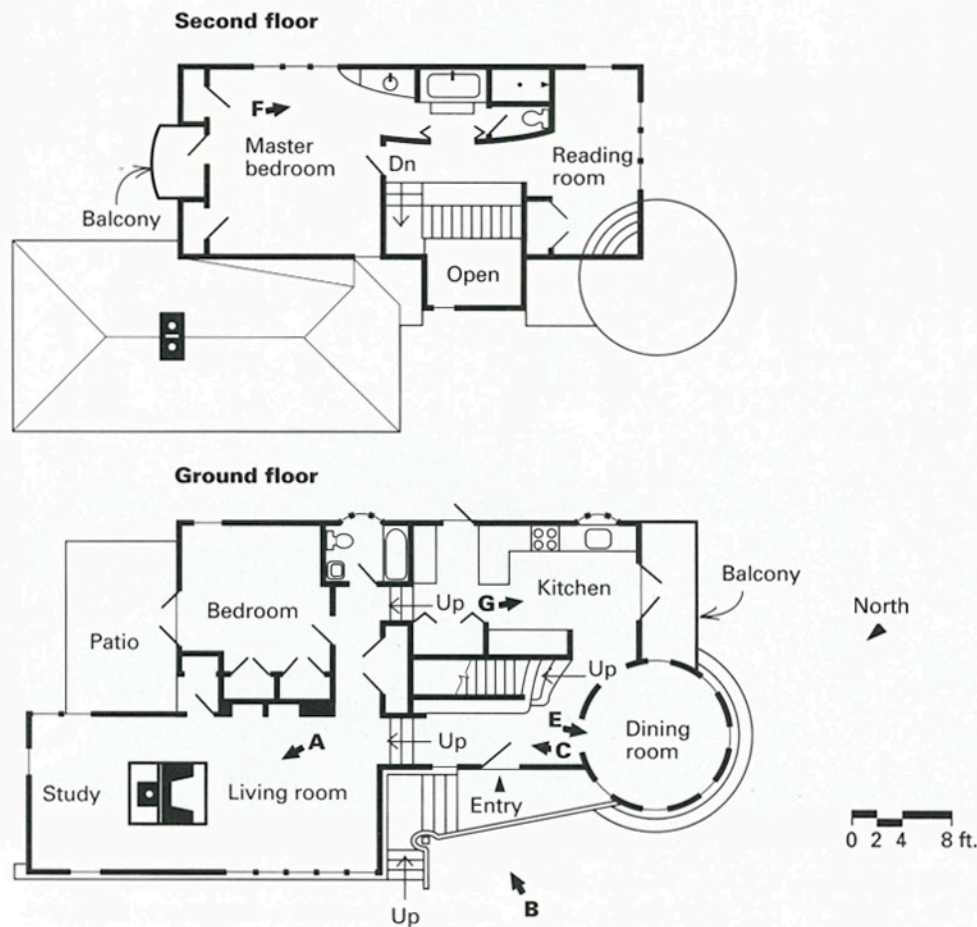 Second floor
F
Master
bedroom
Dn
Reading
room
Balcony
Open
Ground floor
Up
G
Kitchen
Balcony
Bedroom
North
Patio
Up
E
Dining
room
A
Up
C
Study
Living room
Entry
0 2 4 8 ft.
Up
B